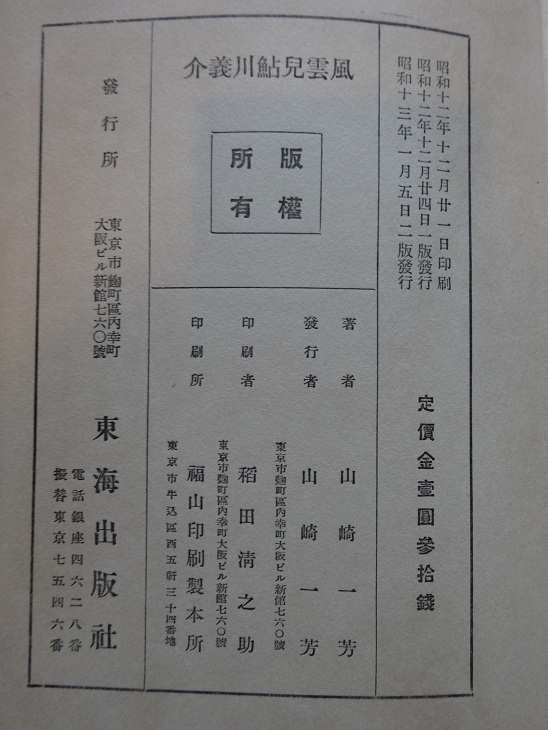 昭和十二年十二月廿一日印刷
昭和十二年十二月廿四日一版發行
昭和十三年一月五日二版發行
定價金壹圓參拾錢
風雲兒鮎川義介
版權所有
著者 山崎一芳
東京市麴町區內幸町大阪ビル新館七六〇號
發行者 山崎一芳
東京市麴町區內幸町大阪ビル新館七六〇號
印刷者 稻田淸之助
印刷所 福山印刷製本所
東京市牛込區西五軒三十四番地
發行所
東京市麴町區內幸町
大阪ビル新館七六〇號
東海出版社
電話銀座四六二八番
振替東京七五四六番